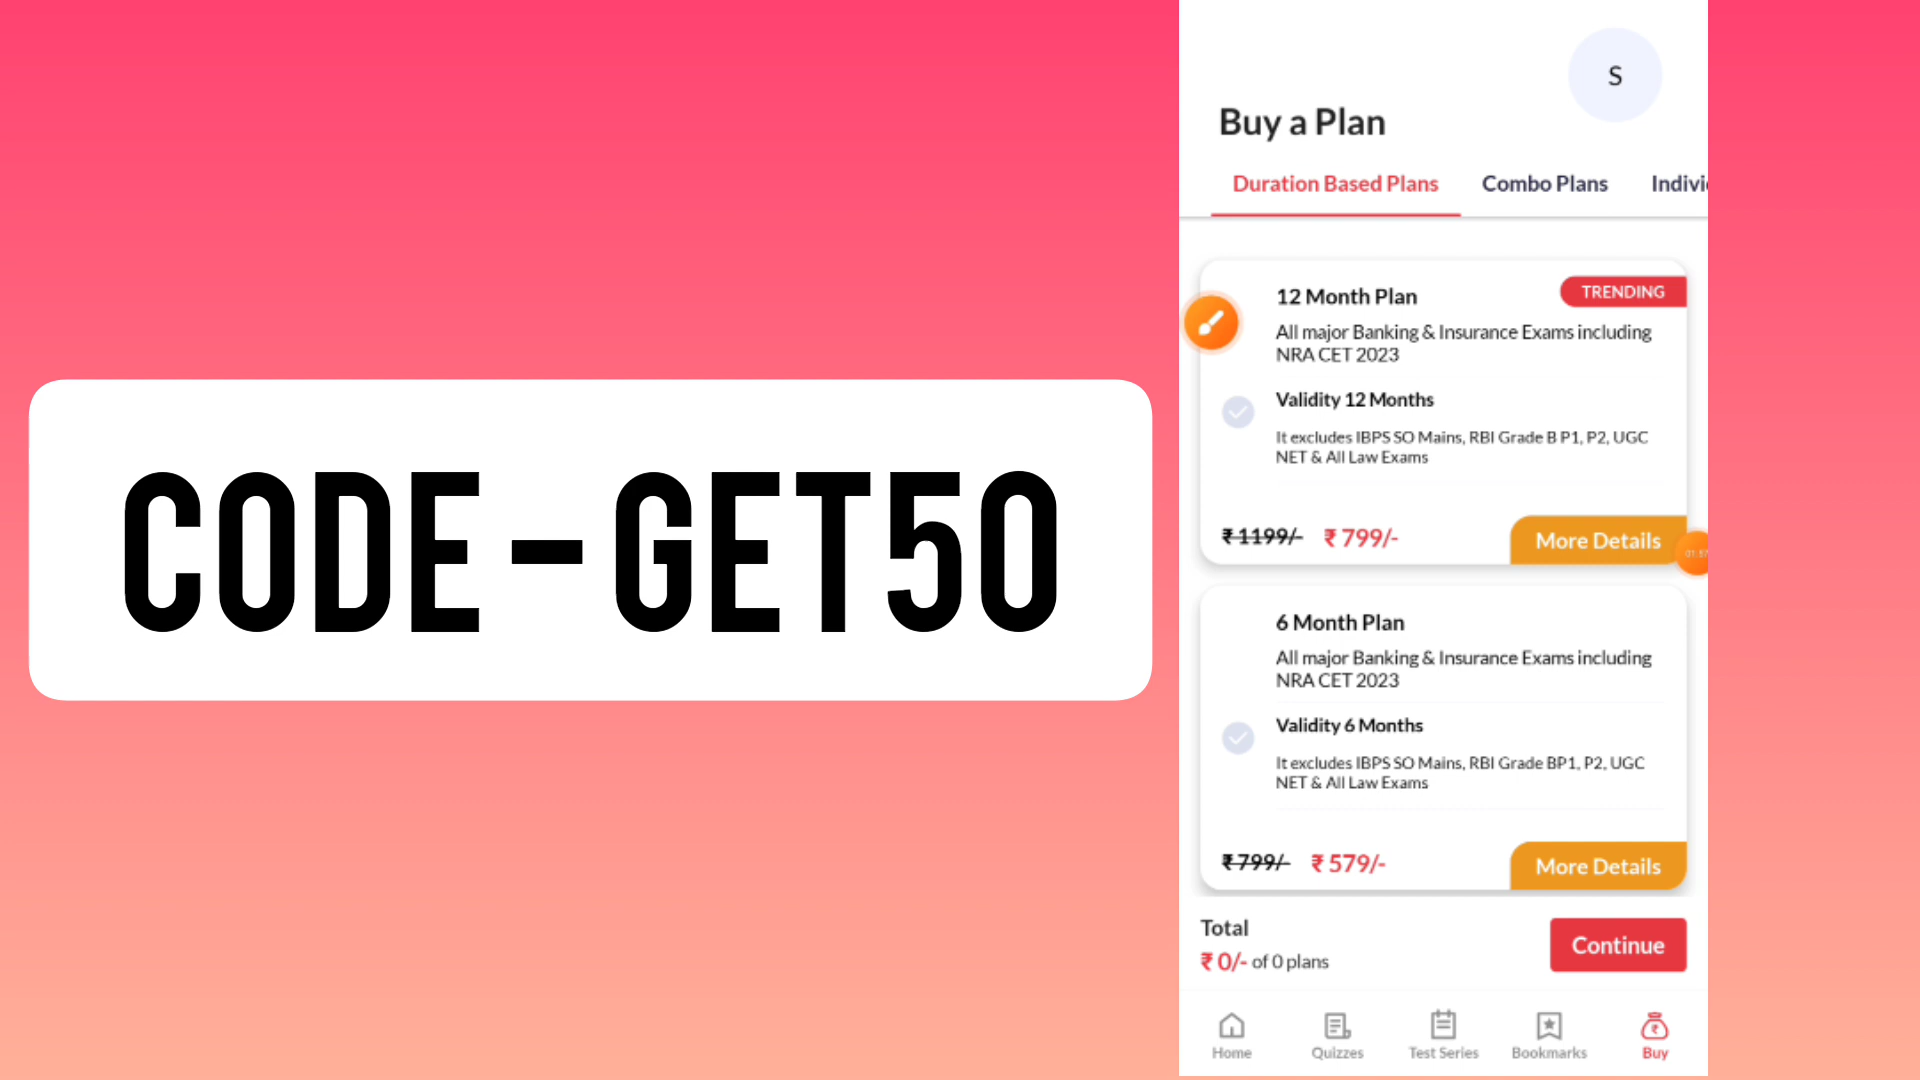 CODE - GET50
S
Buy a Plan
Duration Based Plans Combo Plans Indivi
TRENDING
12 Month Plan
All major Banking & Insurance Exams including
NRA CET 2023
Validity 12 Months
It excludes IBPS SO Mains, RBI Grade B P1, P2, UGC
NET & All Law Exams
₹ 1199/- ₹ 799/- More Details
01:37
6 Month Plan
All major Banking & Insurance Exams including
NRA CET 2023
Validity 6 Months
It excludes IBPS SO Mains, RBI Grade BP1, P2, UGC
NET & All Law Exams
₹ 799/- ₹ 579/- More Details
Total
₹ 0/- of 0 plans Continue
Home Quizzes Test Series Bookmarks Buy